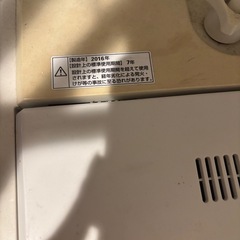 【製造年】2016年
【設計上の標準使用期間】7年
設計上の標準使用期間を超えて使用
されますと、経年劣化による発火・
けが等の事故に至る恐れがあります。